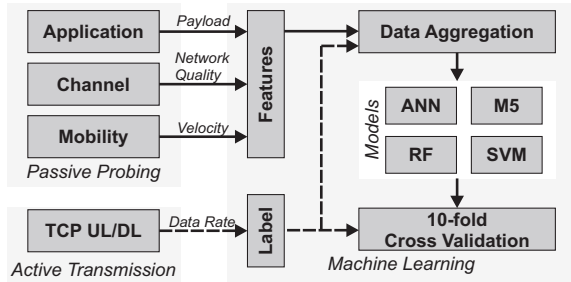 Application
Payload
Channel
Network
Quality
Mobility
Velocity
Passive Probing
Features
TCP UL/DL
Data Rate
Active Transmission
Label
Data Aggregation
Models
ANN
M5
RF
SVM
10-fold
Cross Validation
Machine Learning